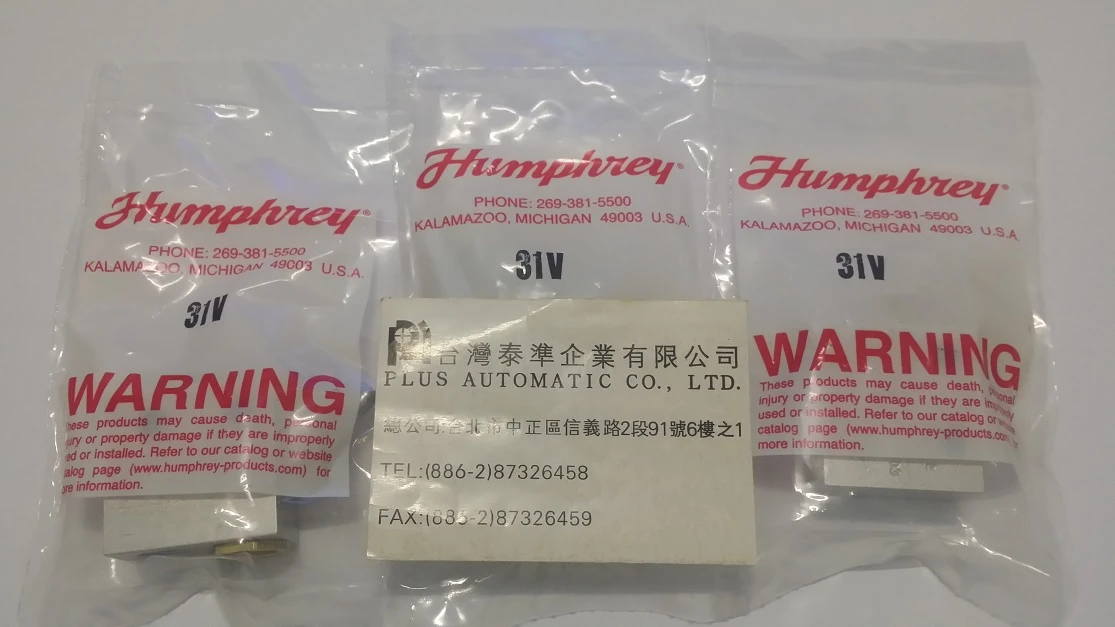 Humphrey®
PHONE: 269-381-5500
KALAMAZOO, MICHIGAN 49003 U.S.A.
31V
WARNING
These products may cause death, personal
injury or property damage if they are improperly
used or installed. Refer to our catalog or website
catalog page (www.humphrey-products.com) for
more information.
Humphrey®
PHONE: 269-381-5500
KALAMAZOO, MICHIGAN 49003 U.S.A.
31V
台灣泰準企業有限公司
PLUS AUTOMATIC CO., LTD.
總公司:台北市中正區信義路2段91號6樓之1
TEL:(886-2)87326458
FAX:(886-2)87326459
Humphrey®
PHONE: 269-381-5500
KALAMAZOO, MICHIGAN 49003 U.S.A.
31V
WARNING
These products may cause death, personal
injury or property damage if they are improperly
used or installed. Refer to our catalog or
catalog page (www.humphrey-products.com)
more information.